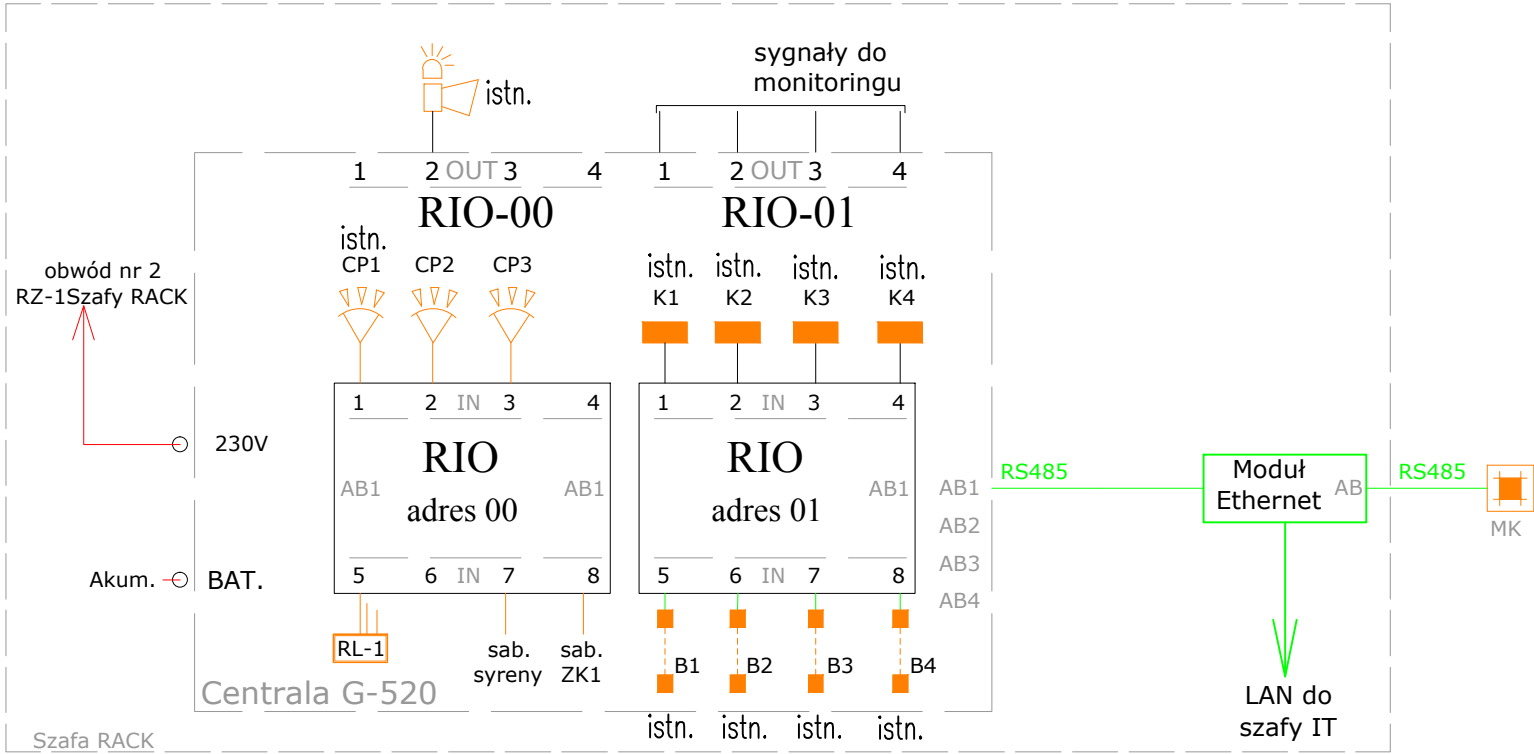 sygnały do
monitoringu
istn.
1 2 OUT 3 4
1 2 OUT 3 4
RIO-00
RIO-01
istn.
CP1 CP2 CP3
istn. istn. istn. istn.
K1 K2 K3 K4
obwód nr 2
RZ-1Szafy RACK
1 2 IN 3 4
1 2 IN 3 4
230V
RIO
adres 00
AB1 AB1
RIO
adres 01
AB1
AB1
AB2
AB3
AB4
RS485
Moduł
Ethernet
AB
RS485
MK
5 6 IN 7 8
5 6 IN 7 8
Akum.
BAT.
RL-1
sab.
syreny
sab.
ZK1
B1 B2 B3 B4
istn. istn. istn. istn.
Centrala G-520
LAN do
szafy IT
Szafa RACK